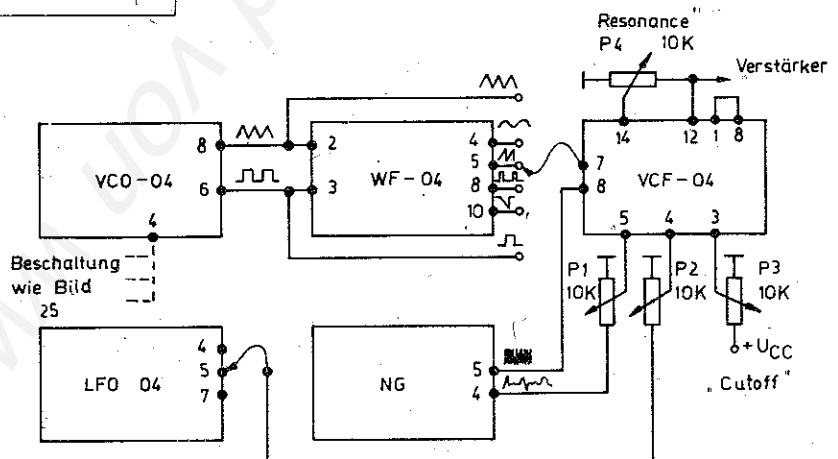 Resonance"
P4 10K
Verstärker
14 12 1 8
VCO-04
8
6
4
2
3
WF-04
4
5
8
10
7
8
VCF-04
5 4 3
Beschaltung
wie Bild
25
P1
10K
P2
10K
P3
10K
+UCC
„Cutoff"
LFO 04
4
5
7
NG
5
4